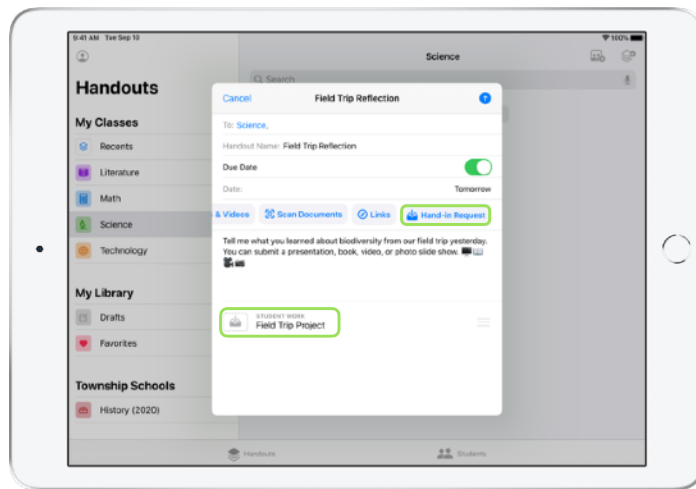 9:41 AM Tue Sep 10
100%
Handouts
My Classes
Recents
Literature
Math
Science
Technology
My Library
Drafts
Favorites
Township Schools
History (2020)
Science
Search
Cancel
Field Trip Reflection
To: Science,
Handout Name: Field Trip Reflection
Due Date
Date:
Tomorrow
& Videos
Scan Documents
Links
Hand-in Request
Tell me what you learned about biodiversity from our field trip yesterday.
You can submit a presentation, book, video, or photo slide show.
STUDENT WORK
Field Trip Project
Handouts
Students